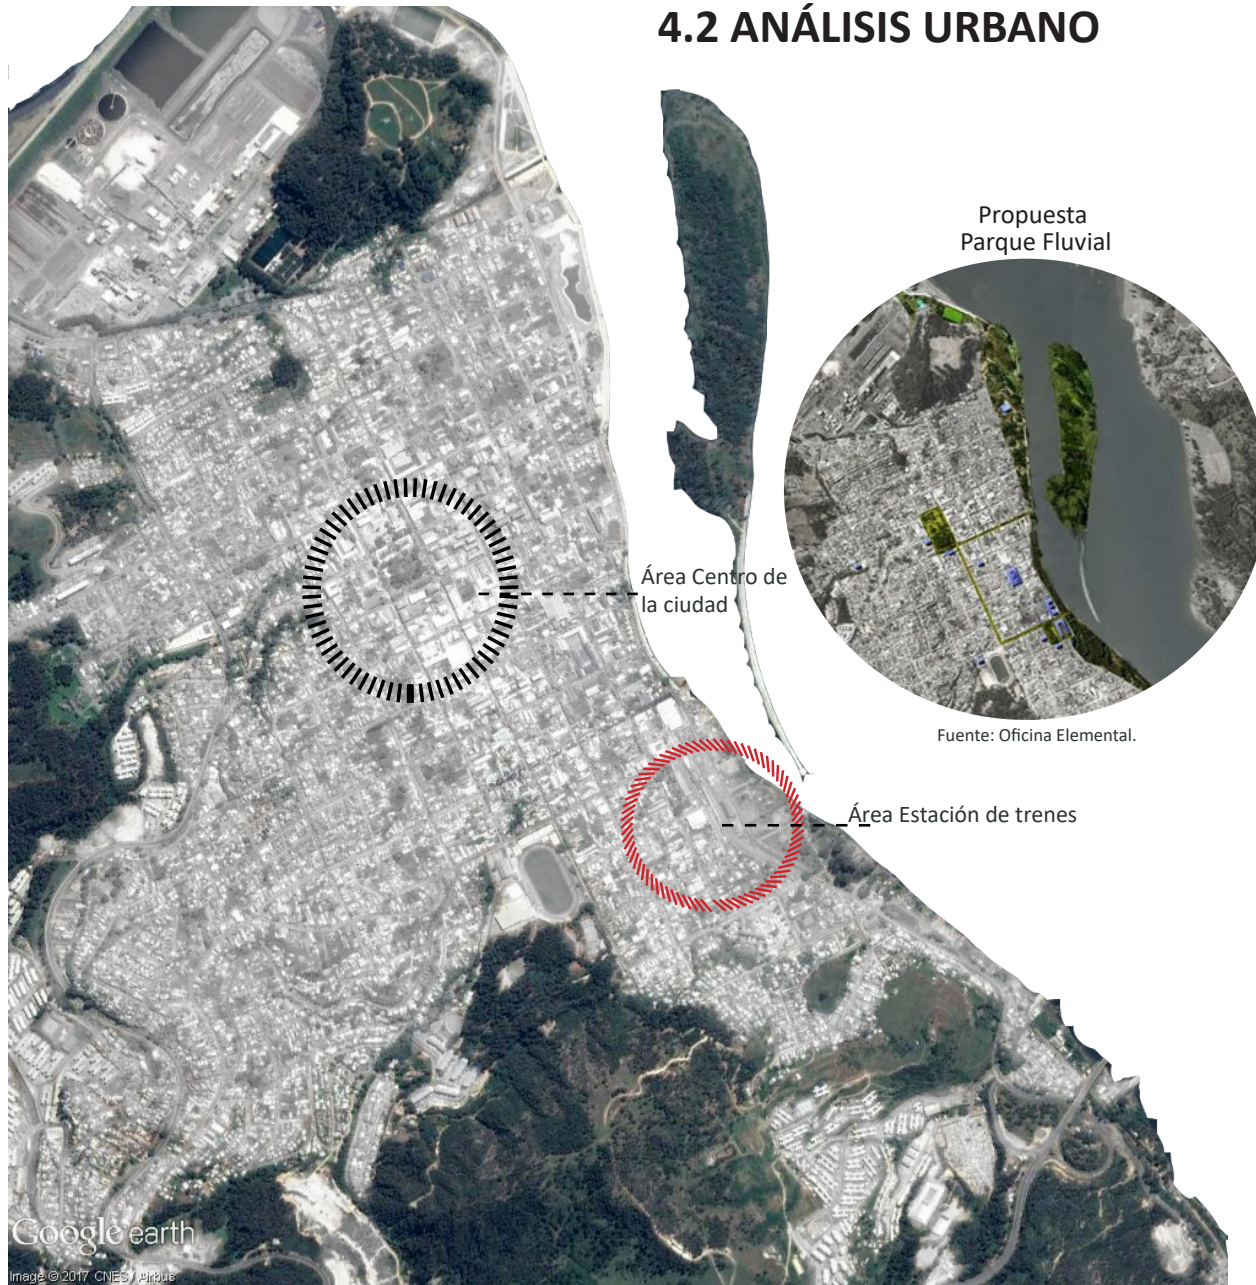 4.2 ANÁLISIS URBANO
Propuesta
Parque Fluvial
Área Centro de
la ciudad
Fuente: Oficina Elemental.
Área Estación de trenes
Google earth
Image © 2017 CNES / Airbus